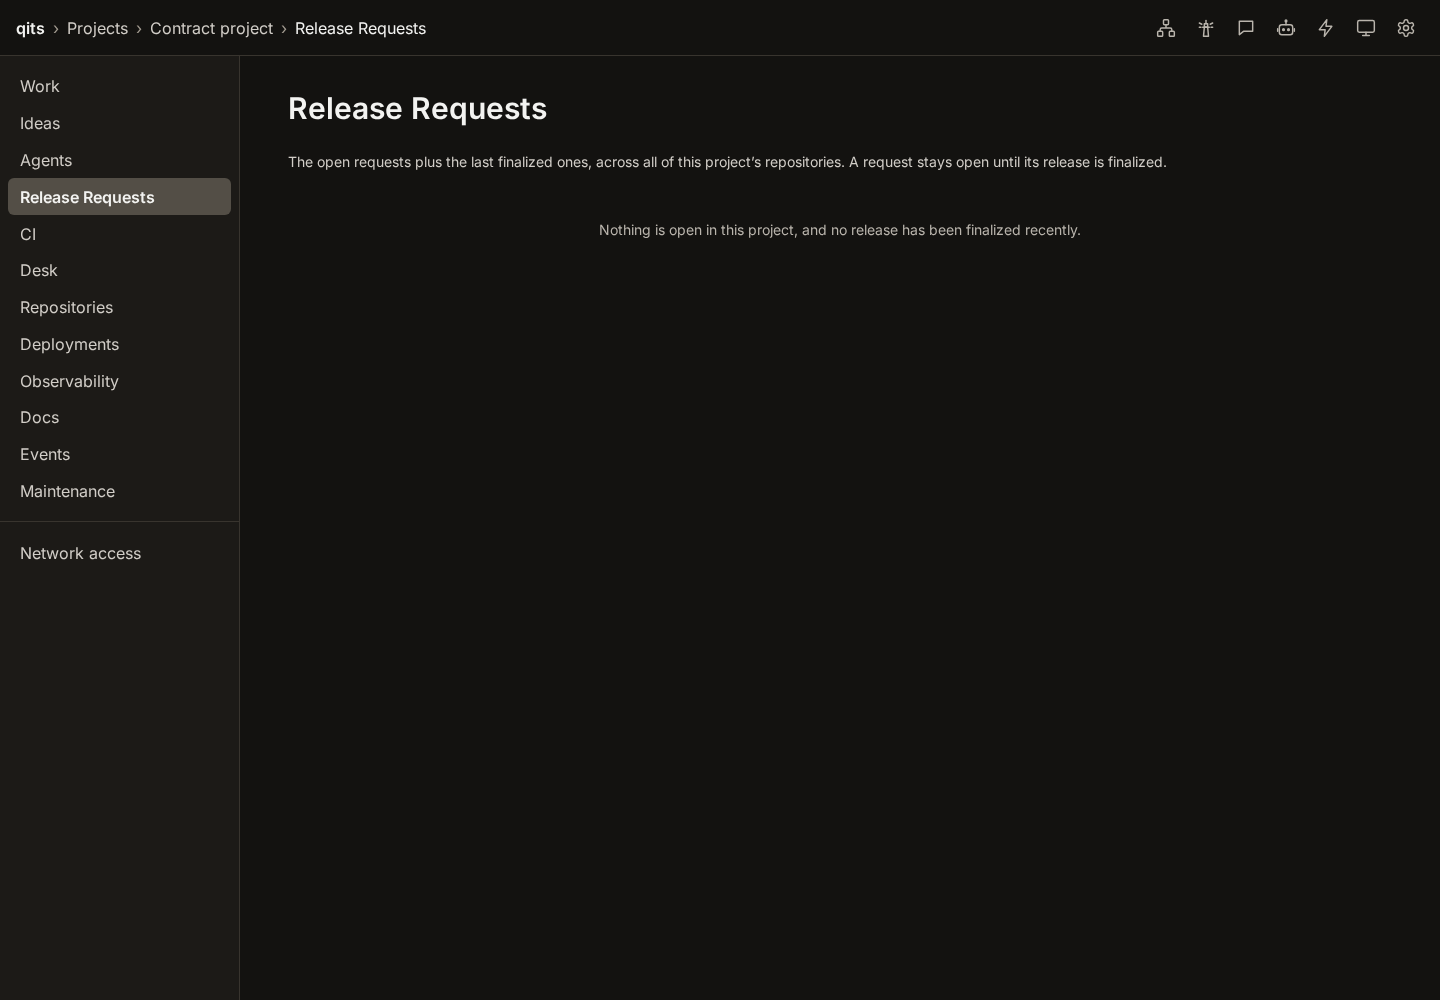 qits › Projects › Contract project › Release Requests
Work
Ideas
Agents
Release Requests
CI
Desk
Repositories
Deployments
Observability
Docs
Events
Maintenance
Network access
Release Requests
The open requests plus the last finalized ones, across all of this project’s repositories. A request stays open until its release is finalized.
Nothing is open in this project, and no release has been finalized recently.